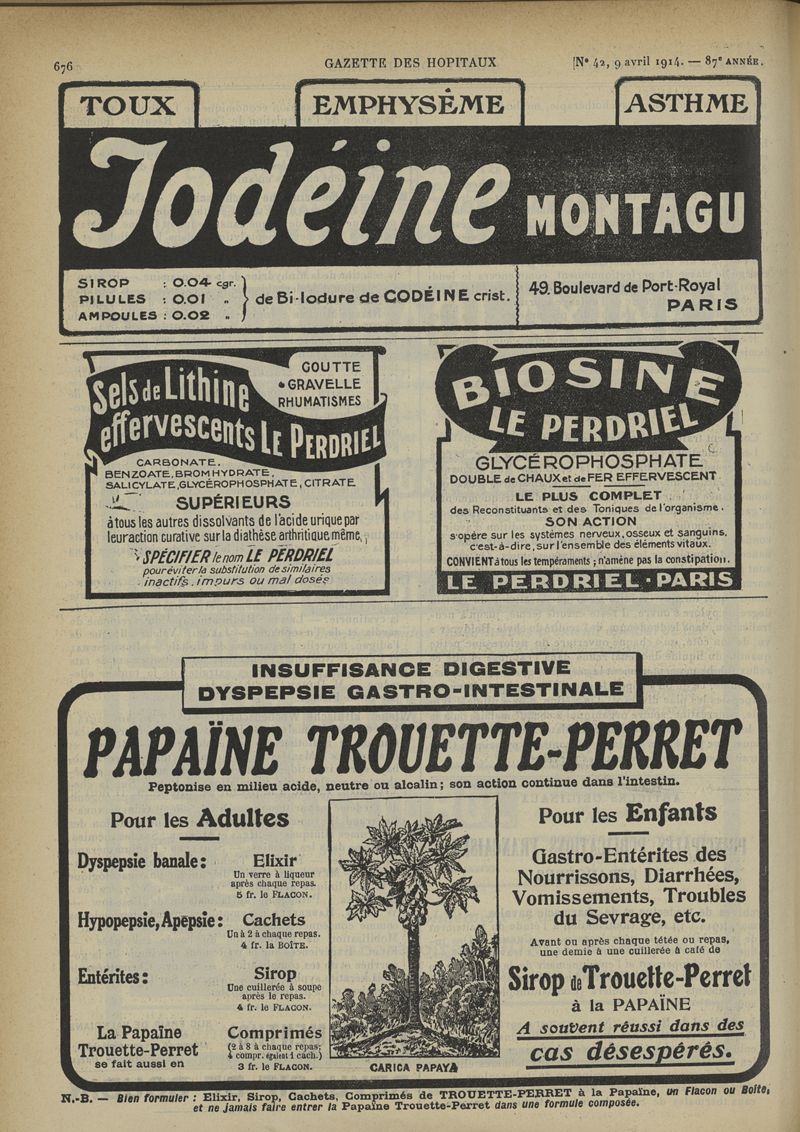 676
GAZETTE DES HOPITAUX
[N° 42, 9 avril 1914. — 87e ANNÉE.
TOUX
EMPHYSÊME
ASTHME
Iodéine MONTAGU
SIROP : 0.04 cgr.
PILULES : 0.01 „
AMPOULES : 0.02 „
de Bi-Iodure de CODÉINE crist.
49, Boulevard de Port-Royal
PARIS
Sels de Lithine
effervescents LE PERDRIEL
GOUTTE
GRAVELLE
RHUMATISMES
CARBONATE,
BENZOATE, BROMHYDRATE,
SALICYLATE, GLYCÉROPHOSPHATE, CITRATE
SUPÉRIEURS
à tous les autres dissolvants de l'acide urique par
leur action curative sur la diathèse arthritique même,
SPÉCIFIER le nom LE PERDRIEL
pour éviter la substitution de similaires
inactifs, impurs ou mal dosés
BIOSINE
LE PERDRIEL
GLYCÉROPHOSPHATE
DOUBLE de CHAUX et de FER EFFERVESCENT
LE PLUS COMPLET
des Reconstituants et des Toniques de l'organisme.
SON ACTION
s'opère sur les systèmes nerveux, osseux et sanguins,
c'est-à-dire, sur l'ensemble des éléments vitaux.
CONVIENT à tous les tempéraments ; n'amène pas la constipation.
LE PERDRIEL - PARIS
INSUFFISANCE DIGESTIVE
DYSPEPSIE GASTRO-INTESTINALE
PAPAÏNE TROUETTE-PERRET
Peptonise en milieu acide, neutre ou alcalin ; son action continue dans l'intestin.
Pour les Adultes
Dyspepsie banale : Elixir
Un verre à liqueur
après chaque repas.
5 fr. le FLACON.
Hypopepsie, Apepsie : Cachets
Un à 2 à chaque repas.
4 fr. la BOÎTE.
Entérites : Sirop
Une cuillerée à soupe
après le repas.
4 fr. le FLACON.
La Papaïne
Trouette-Perret
se fait aussi en
Comprimés
(2 à 8 à chaque repas;
4 compr. égalent 1 cach.)
3 fr. le FLACON.
CARICA PAPAYA
Pour les Enfants
Gastro-Entérites des
Nourrissons, Diarrhées,
Vomissements, Troubles
du Sevrage, etc.
Avant ou après chaque tétée ou repas,
une demie à une cuillerée à café de
Sirop de Trouette-Perret
à la PAPAÏNE
A souvent réussi dans des
cas désespérés.
N.-B. — Bien formuler : Elixir, Sirop, Cachets, Comprimés de TROUETTE-PERRET à la Papaïne, un Flacon ou Boîte,
et ne jamais faire entrer la Papaïne Trouette-Perret dans une formule composée.